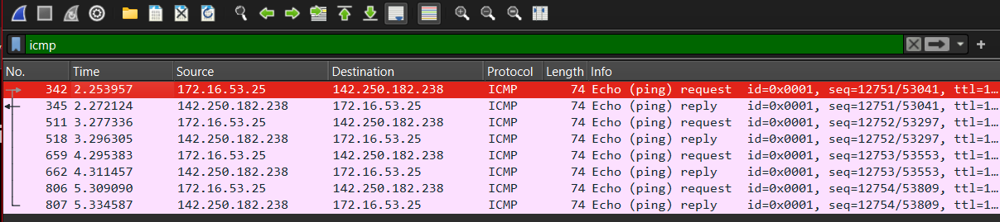 icmp
No. Time Source Destination Protocol Length Info
342 2.253957 172.16.53.25 142.250.182.238 ICMP 74 Echo (ping) request id=0x0001, seq=12751/53041, ttl=1…
345 2.272124 142.250.182.238 172.16.53.25 ICMP 74 Echo (ping) reply id=0x0001, seq=12751/53041, ttl=1…
511 3.277336 172.16.53.25 142.250.182.238 ICMP 74 Echo (ping) request id=0x0001, seq=12752/53297, ttl=1…
518 3.296305 142.250.182.238 172.16.53.25 ICMP 74 Echo (ping) reply id=0x0001, seq=12752/53297, ttl=1…
659 4.295383 172.16.53.25 142.250.182.238 ICMP 74 Echo (ping) request id=0x0001, seq=12753/53553, ttl=1…
662 4.311457 142.250.182.238 172.16.53.25 ICMP 74 Echo (ping) reply id=0x0001, seq=12753/53553, ttl=1…
806 5.309090 172.16.53.25 142.250.182.238 ICMP 74 Echo (ping) request id=0x0001, seq=12754/53809, ttl=1…
807 5.334587 142.250.182.238 172.16.53.25 ICMP 74 Echo (ping) reply id=0x0001, seq=12754/53809, ttl=1…